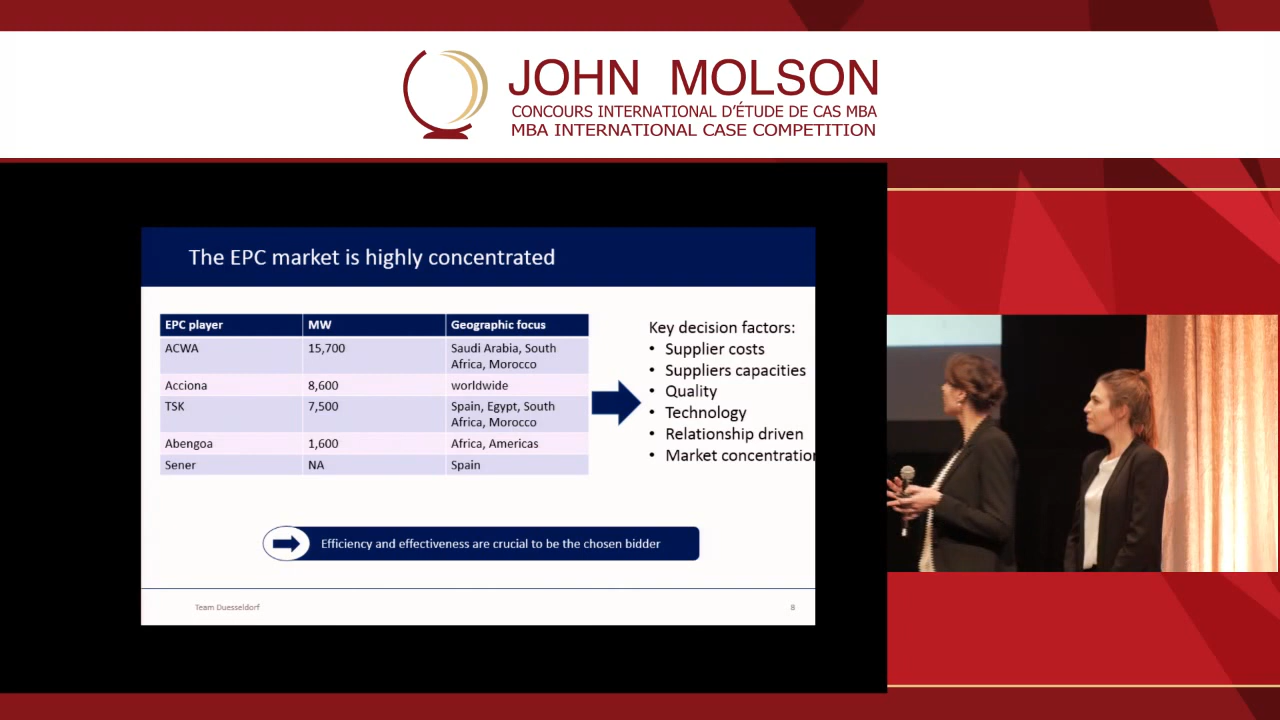 JOHN MOLSON
CONCOURS INTERNATIONAL D'ÉTUDE DE CAS MBA
MBA INTERNATIONAL CASE COMPETITION
The EPC market is highly concentrated
EPC player MW Geographic focus
ACWA 15,700 Saudi Arabia, South
Africa, Morocco
Acciona 8,600 worldwide
TSK 7,500 Spain, Egypt, South
Africa, Morocco
Abengoa 1,600 Africa, Americas
Sener NA Spain
Key decision factors:
• Supplier costs
• Suppliers capacities
• Quality
• Technology
• Relationship driven
• Market concentration
Efficiency and effectiveness are crucial to be the chosen bidder
Team Duesseldorf 8